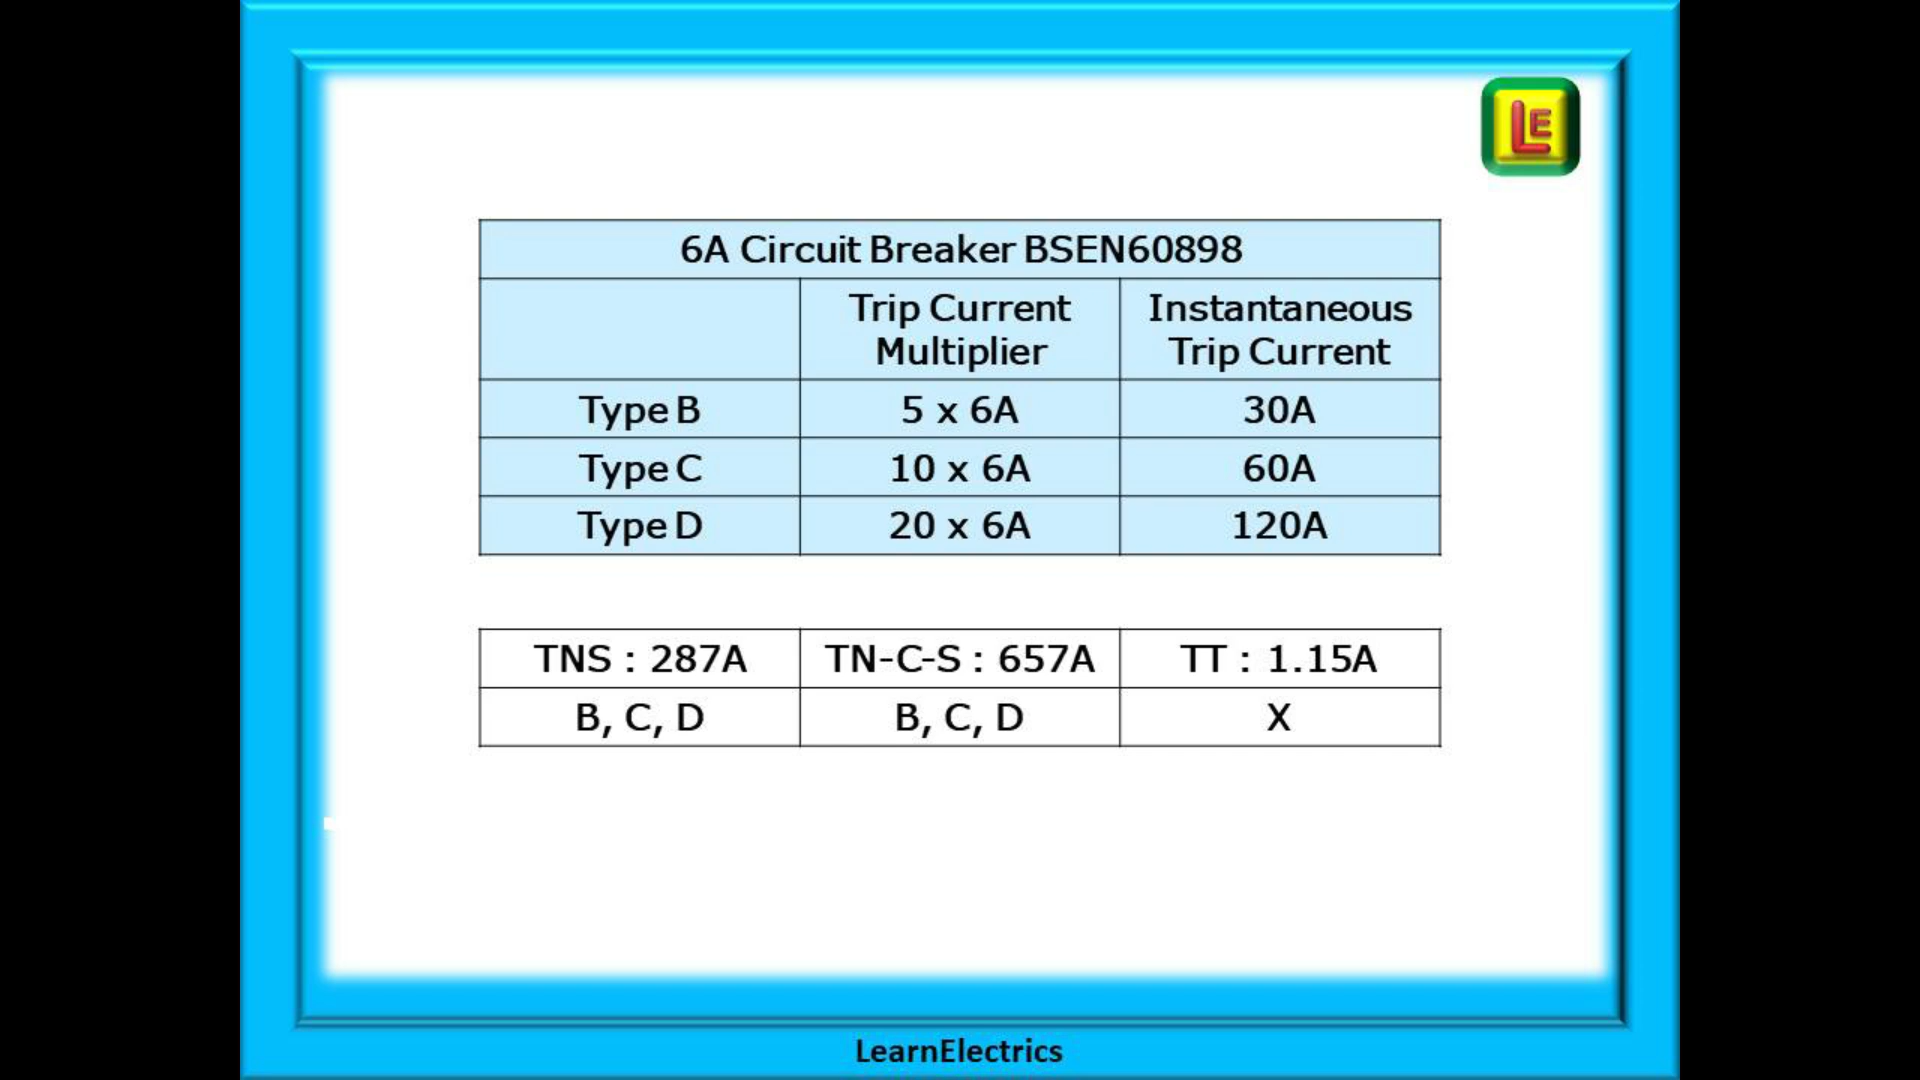 LE
6A Circuit Breaker BSEN60898
Trip Current Multiplier
Instantaneous Trip Current
Type B 5 x 6A 30A
Type C 10 x 6A 60A
Type D 20 x 6A 120A
TNS : 287A TN-C-S : 657A TT : 1.15A
B, C, D B, C, D X
LearnElectrics